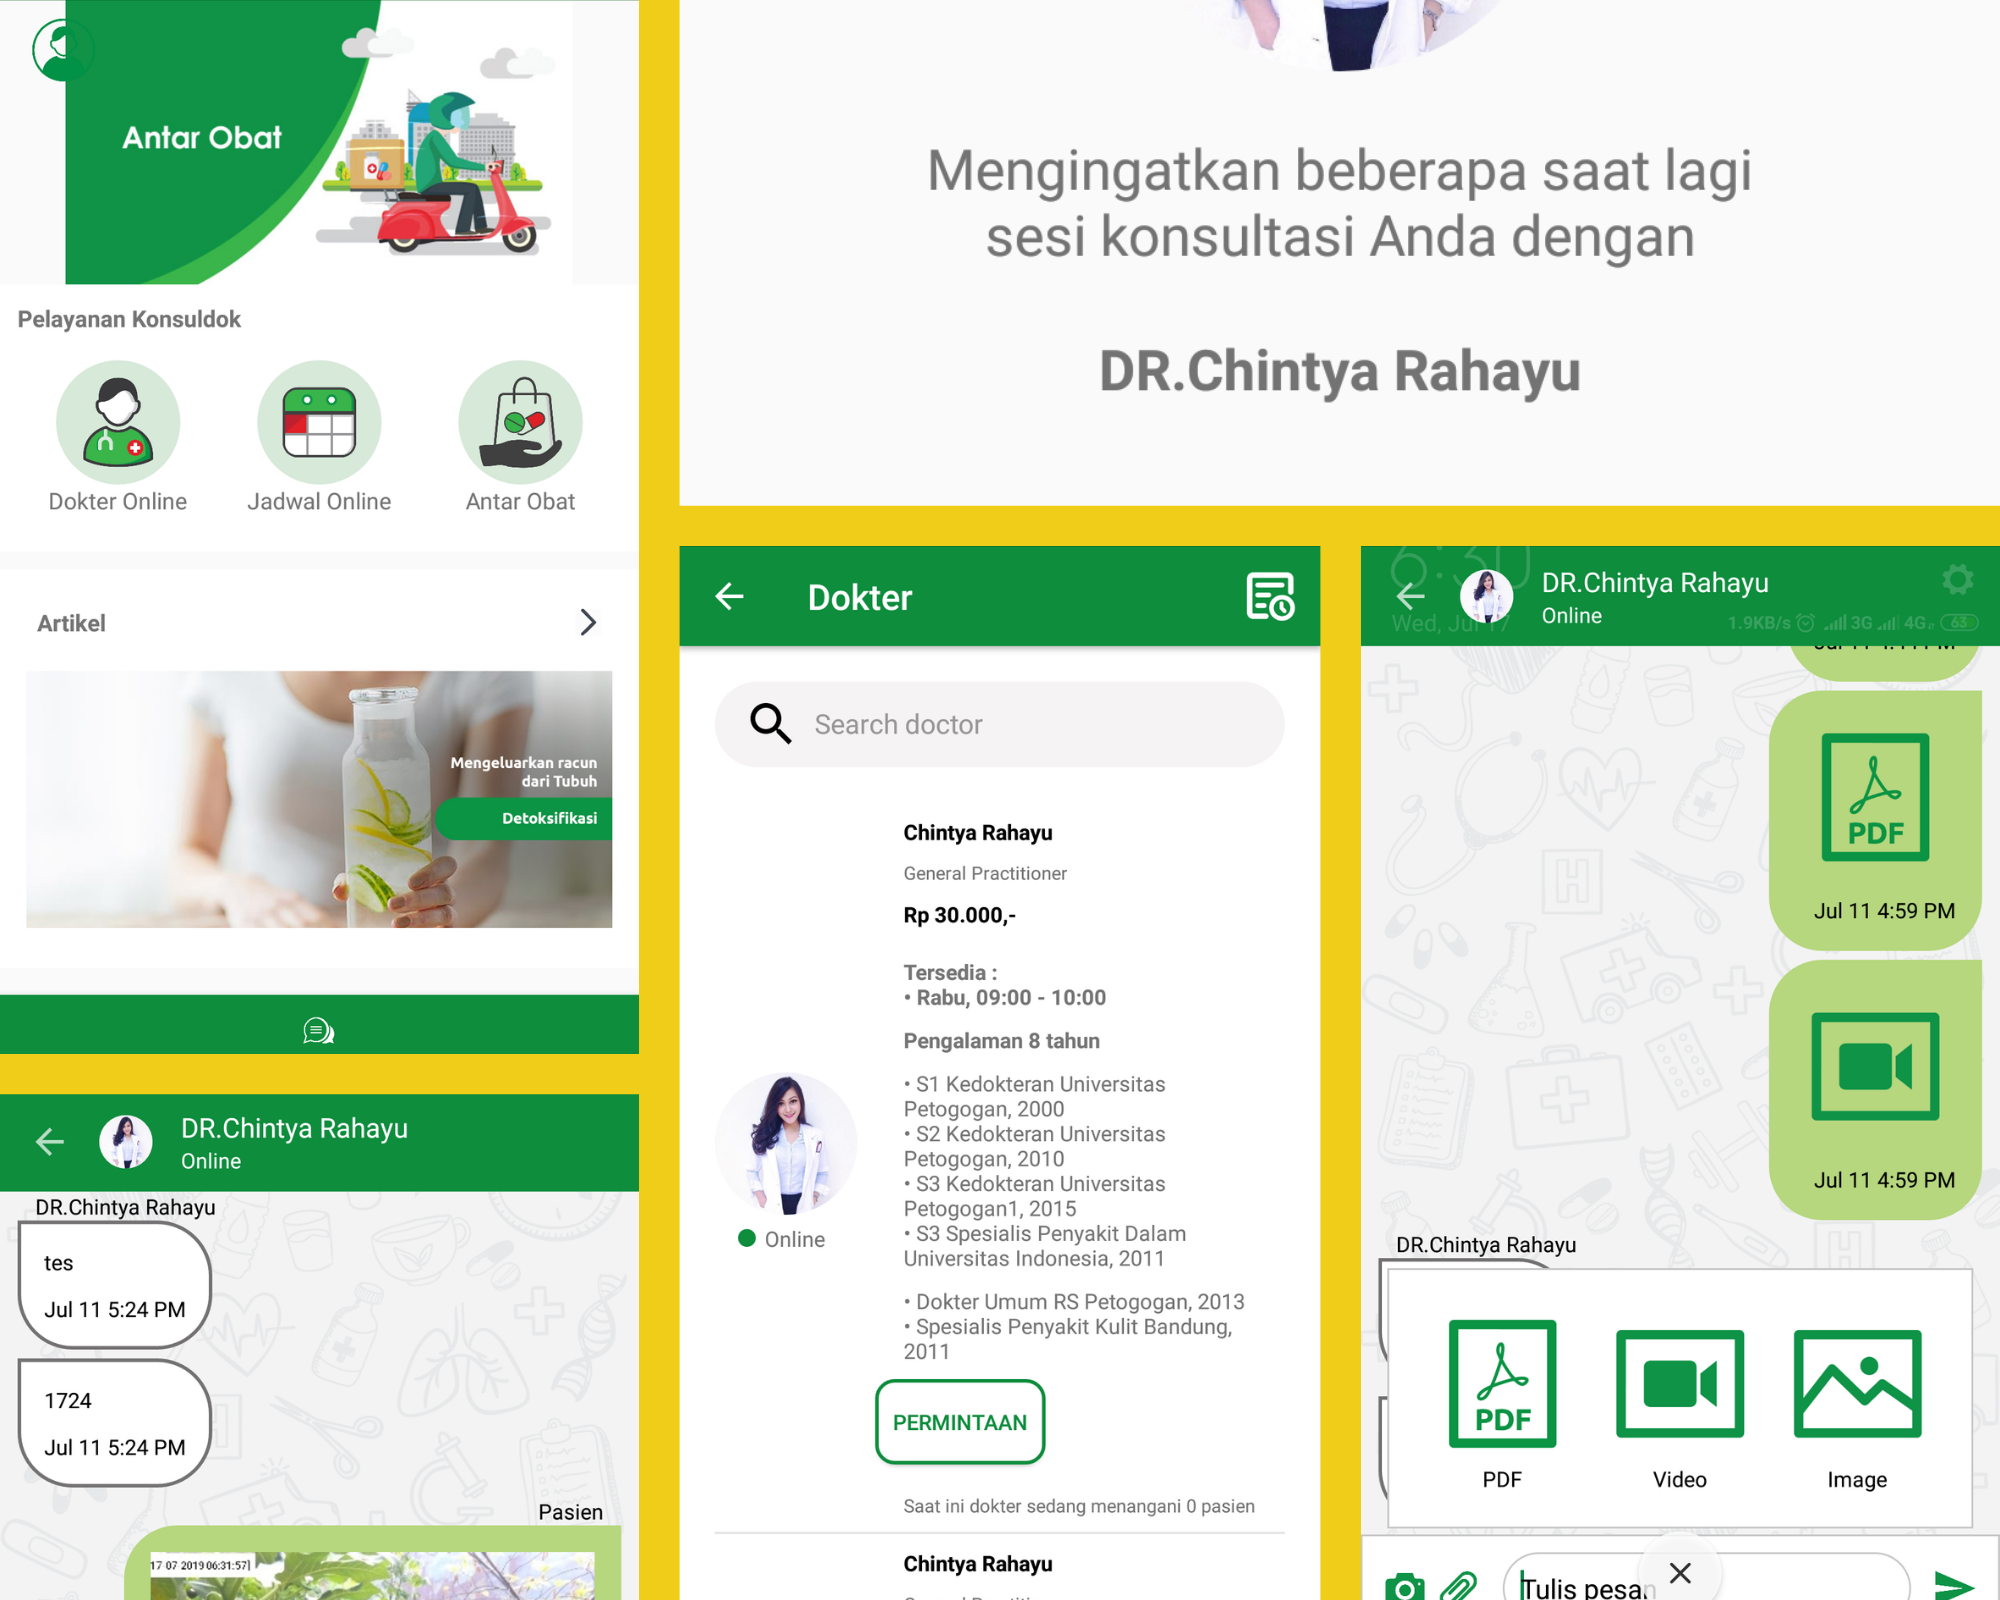 Antar Obat
Pelayanan Konsuldok
Dokter Online
Jadwal Online
Antar Obat
Artikel
Mengeluarkan racun
dari Tubuh
Detoksifikasi
DR.Chintya Rahayu
Online
DR.Chintya Rahayu
tes
Jul 11 5:24 PM
1724
Jul 11 5:24 PM
Pasien
17 07 2019 06:31:57]
Mengingatkan beberapa saat lagi
sesi konsultasi Anda dengan
DR.Chintya Rahayu
Dokter
Search doctor
Chintya Rahayu
General Practitioner
Rp 30.000,-
Tersedia :
• Rabu, 09:00 - 10:00
Pengalaman 8 tahun
• S1 Kedokteran Universitas
Petogogan, 2000
• S2 Kedokteran Universitas
Petogogan, 2010
• S3 Kedokteran Universitas
Petogogan1, 2015
• S3 Spesialis Penyakit Dalam
Universitas Indonesia, 2011
Online
• Dokter Umum RS Petogogan, 2013
• Spesialis Penyakit Kulit Bandung,
2011
PERMINTAAN
Saat ini dokter sedang menangani 0 pasien
Chintya Rahayu
6:30
DR.Chintya Rahayu
Online
Wed, Jul 17
1.9KB/s 3G 4G 63
PDF
Jul 11 4:59 PM
Jul 11 4:59 PM
DR.Chintya Rahayu
PDF
PDF
Video
Image
Tulis pesan